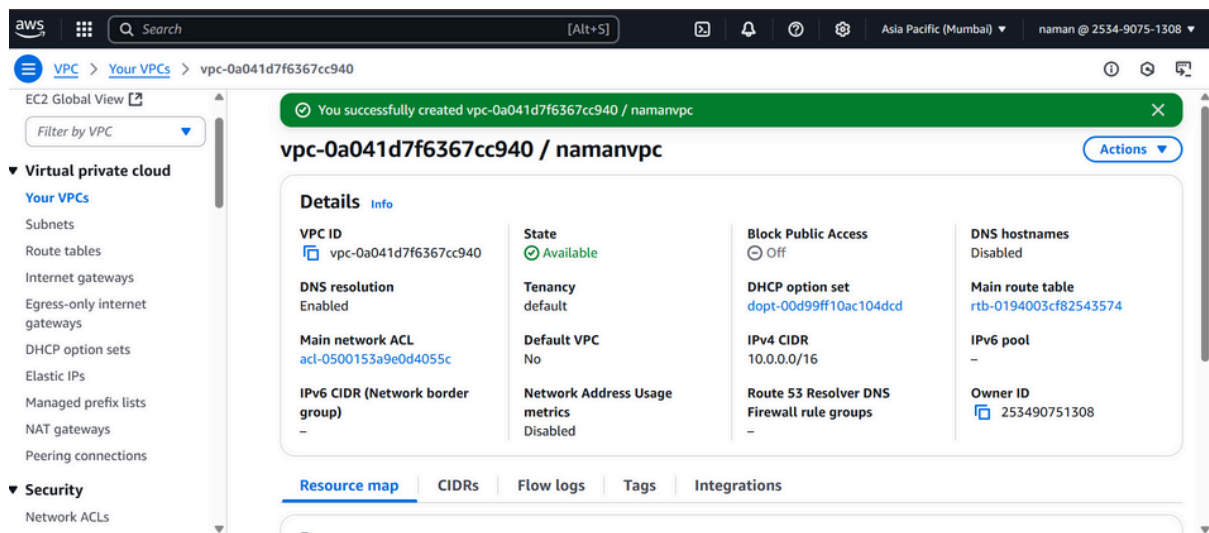 aws
Search [Alt+S]
Asia Pacific (Mumbai) ▼ naman @ 2534-9075-1308 ▼
VPC > Your VPCs > vpc-0a041d7f6367cc940
EC2 Global View
Filter by VPC
Virtual private cloud
Your VPCs
Subnets
Route tables
Internet gateways
Egress-only internet
gateways
DHCP option sets
Elastic IPs
Managed prefix lists
NAT gateways
Peering connections
Security
Network ACLs
You successfully created vpc-0a041d7f6367cc940 / namanvpc
vpc-0a041d7f6367cc940 / namanvpc
Actions
Details Info
VPC ID
vpc-0a041d7f6367cc940
State
Available
Block Public Access
Off
DNS hostnames
Disabled
DNS resolution
Enabled
Tenancy
default
DHCP option set
dopt-00d99ff10ac104dcd
Main route table
rtb-0194003cf82543574
Main network ACL
acl-0500153a9e0d4055c
Default VPC
No
IPv4 CIDR
10.0.0.0/16
IPv6 pool
–
IPv6 CIDR (Network border
group)
–
Network Address Usage
metrics
Disabled
Route 53 Resolver DNS
Firewall rule groups
–
Owner ID
253490751308
Resource map CIDRs Flow logs Tags Integrations